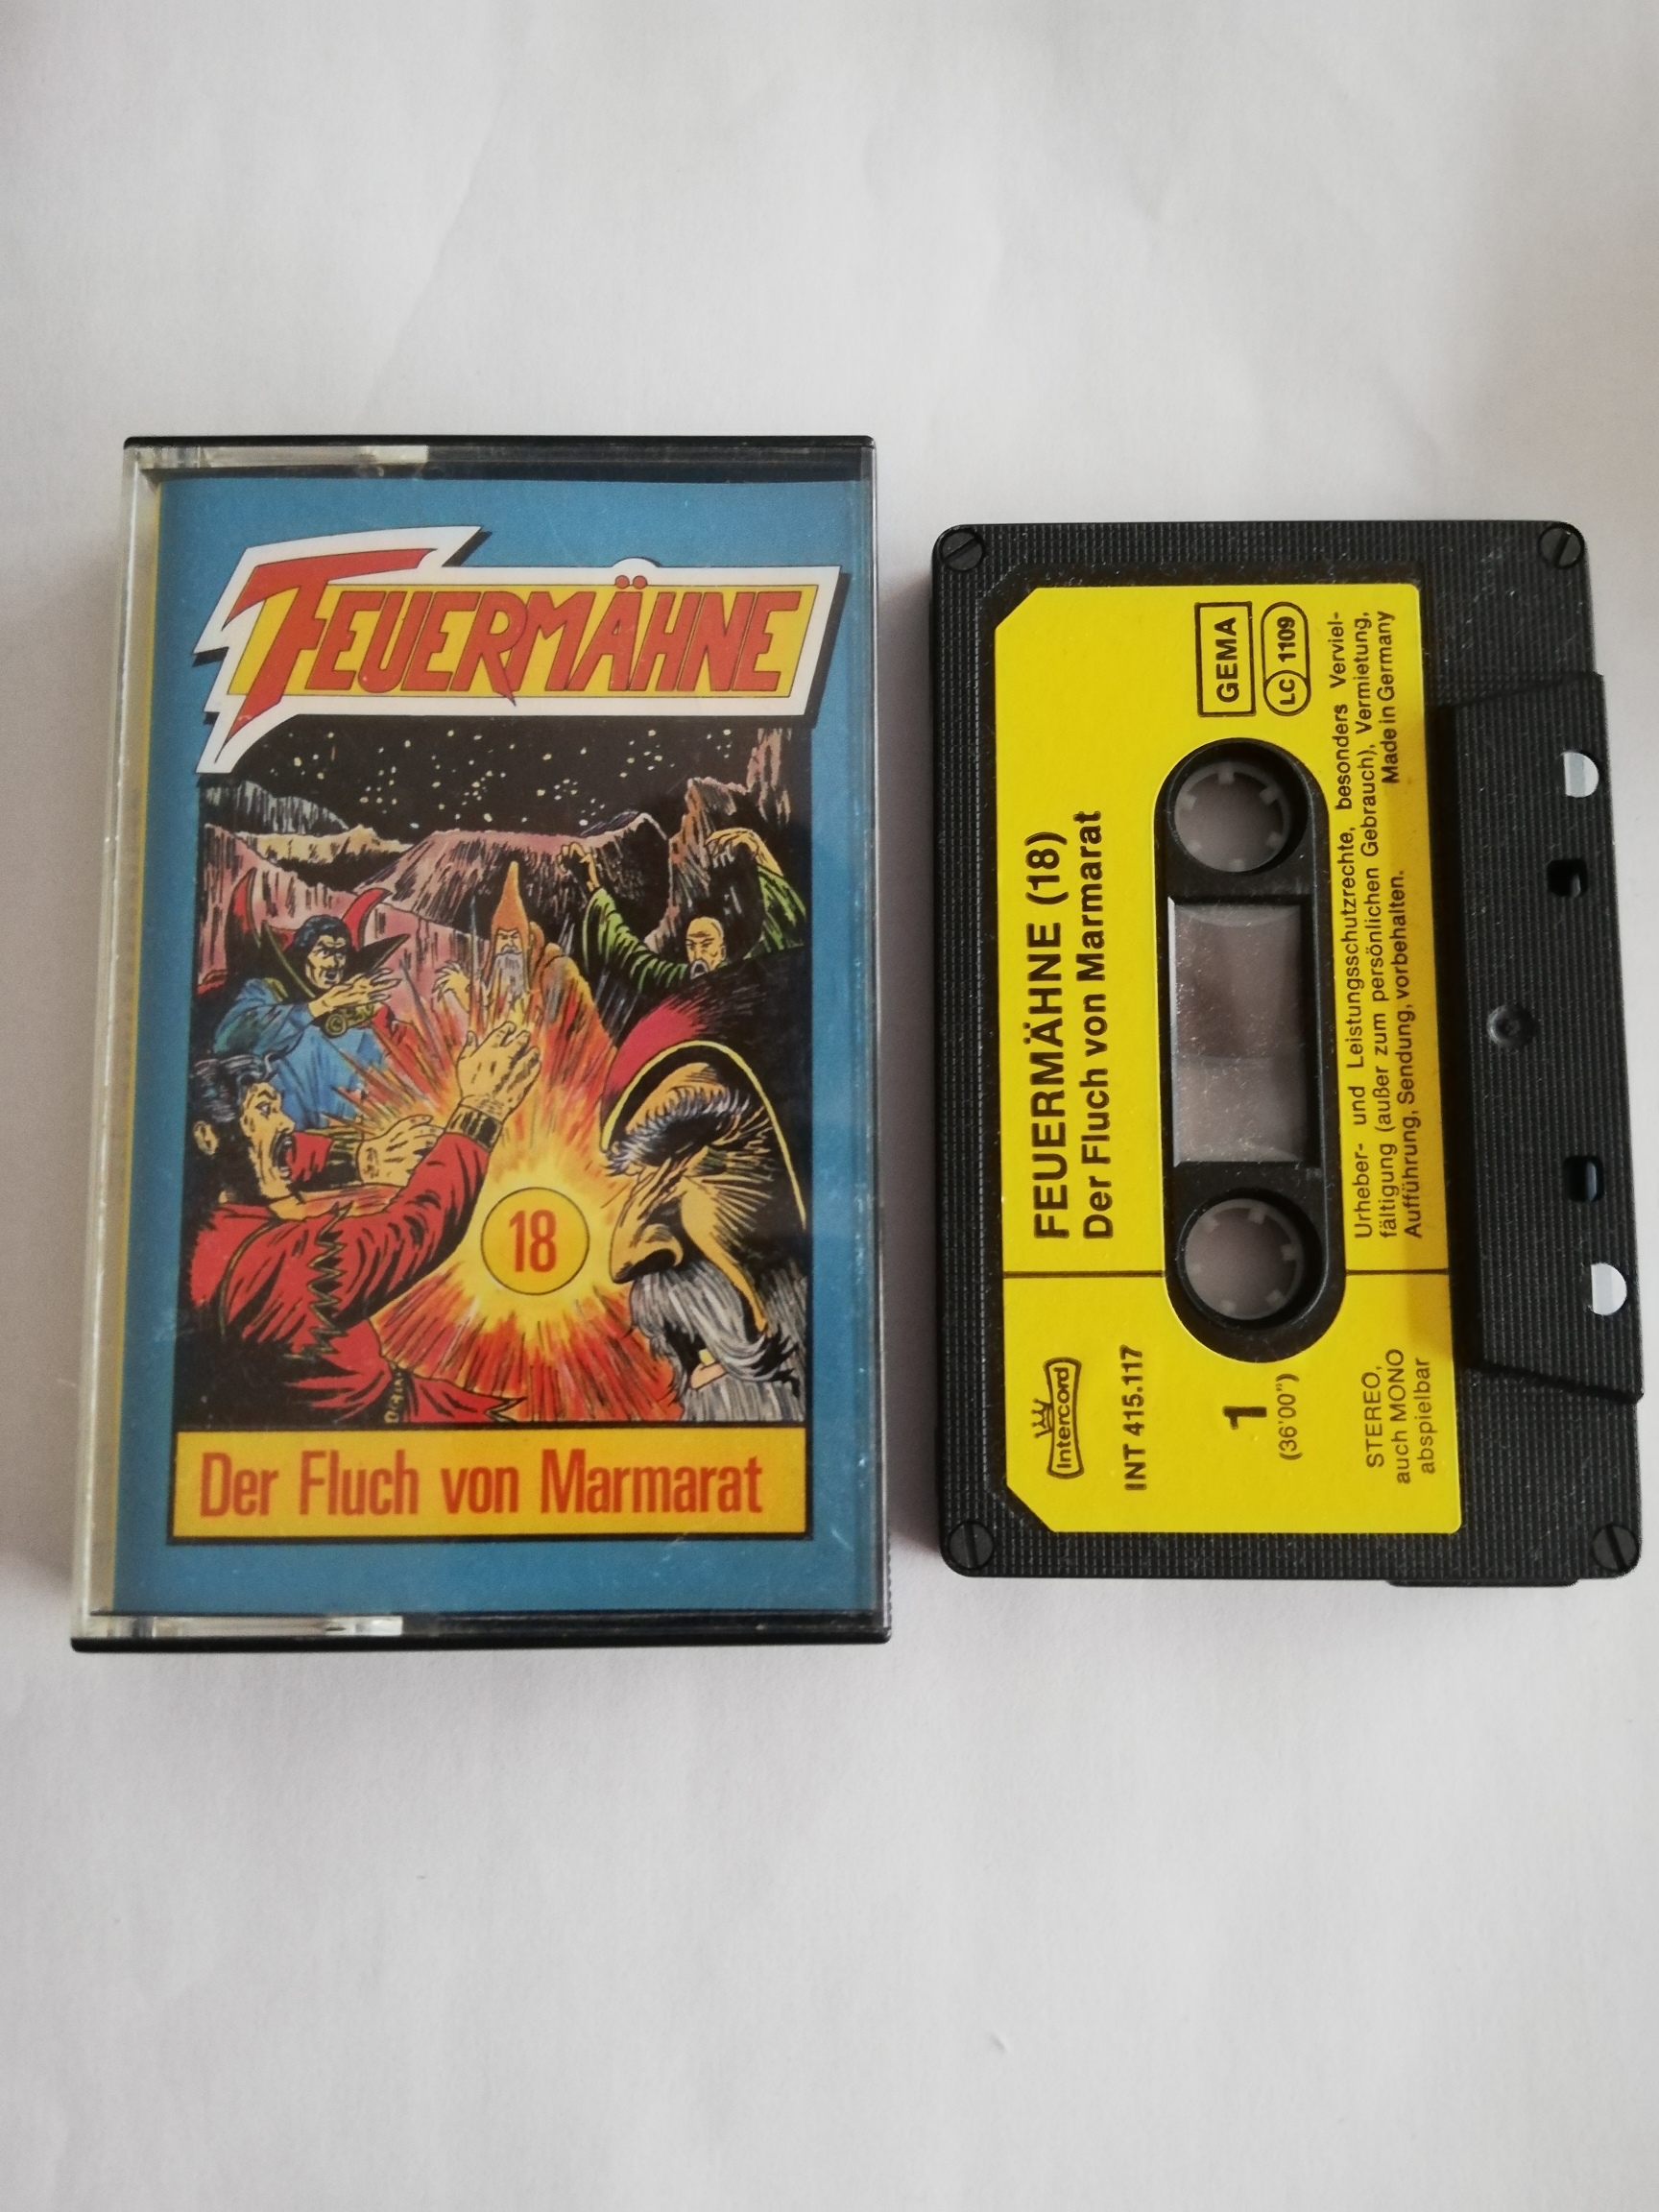 FEUERMÄHNE
18
Der Fluch von Marmarat
FEUERMÄHNE (18)
Der Fluch von Marmarat
GEMA
LC 1109
Intercord
INT 415.117
1
(36'00")
STEREO,
auch MONO
abspielbar
Urheber- und Leistungsschutzrechte, besonders Verviel-
fältigung (außer zum persönlichen Gebrauch), Vermietung,
Aufführung, Sendung, vorbehalten. Made in Germany